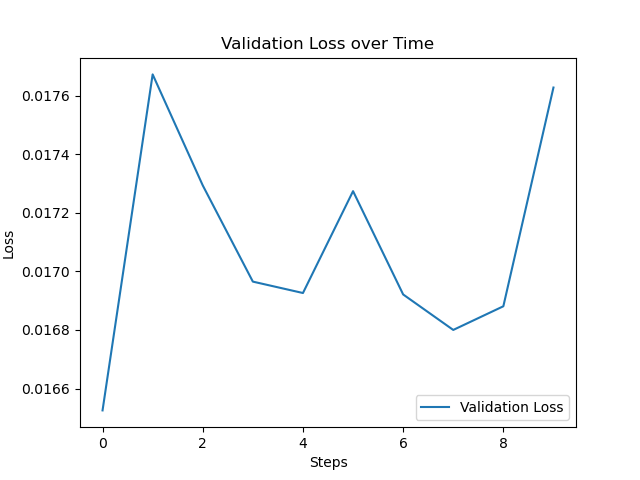 Validation Loss over Time
0.0176
0.0174
0.0172
0.0170
0.0168
0.0166
Loss
Validation Loss
0 2 4 6 8
Steps